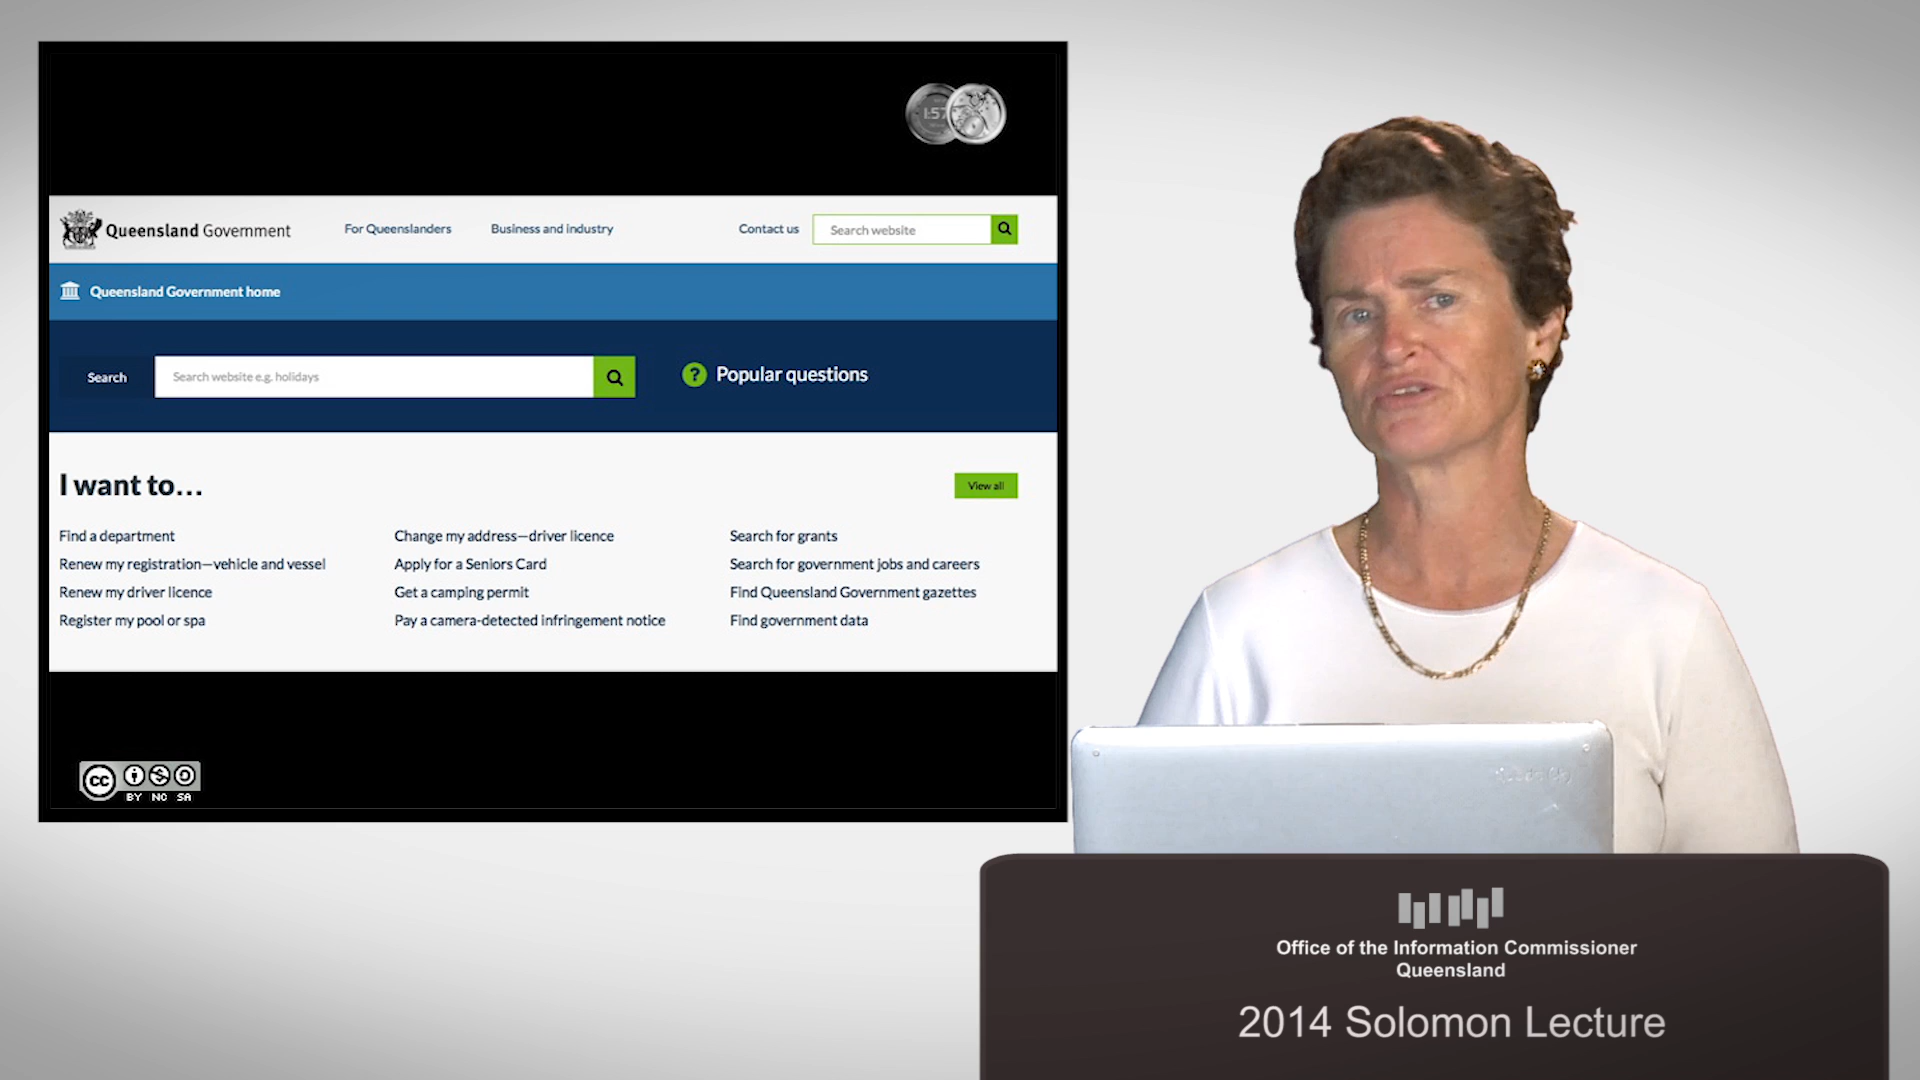 1:57
Queensland Government
For Queenslanders
Business and industry
Contact us
Search website
Queensland Government home
Search
Search website e.g. holidays
? Popular questions
I want to...
View all
Find a department
Renew my registration—vehicle and vessel
Renew my driver licence
Register my pool or spa
Change my address—driver licence
Apply for a Seniors Card
Get a camping permit
Pay a camera-detected infringement notice
Search for grants
Search for government jobs and careers
Find Queensland Government gazettes
Find government data
CC
BY NC SA
Office of the Information Commissioner
Queensland
2014 Solomon Lecture